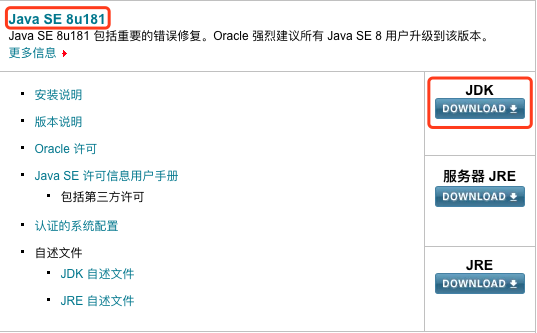 Java SE 8u181
Java SE 8u181 包括重要的错误修复。Oracle 强烈建议所有 Java SE 8 用户升级到该版本。
更多信息
安装说明
版本说明
Oracle 许可
Java SE 许可信息用户手册
包括第三方许可
认证的系统配置
自述文件
JDK 自述文件
JRE 自述文件
JDK
DOWNLOAD
服务器 JRE
DOWNLOAD
JRE
DOWNLOAD